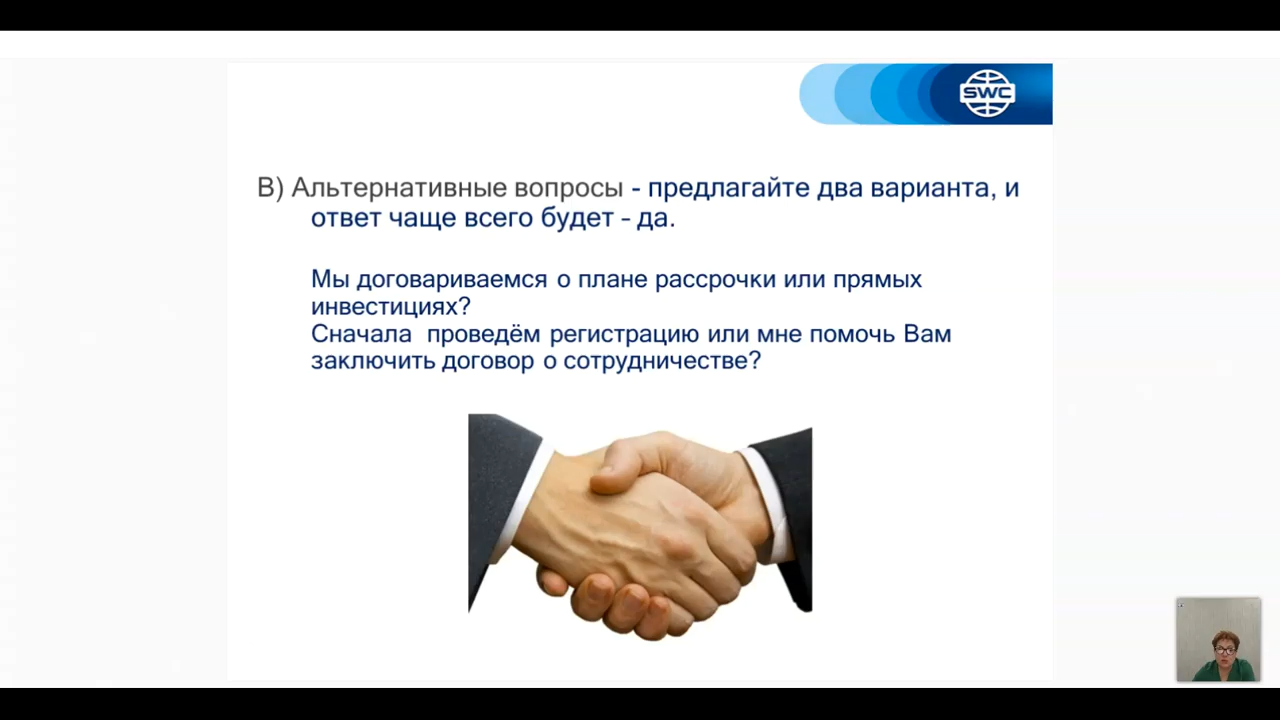 SWC
В) Альтернативные вопросы - предлагайте два варианта, и
ответ чаще всего будет – да.
Мы договариваемся о плане рассрочки или прямых
инвестициях?
Сначала проведём регистрацию или мне помочь Вам
заключить договор о сотрудничестве?